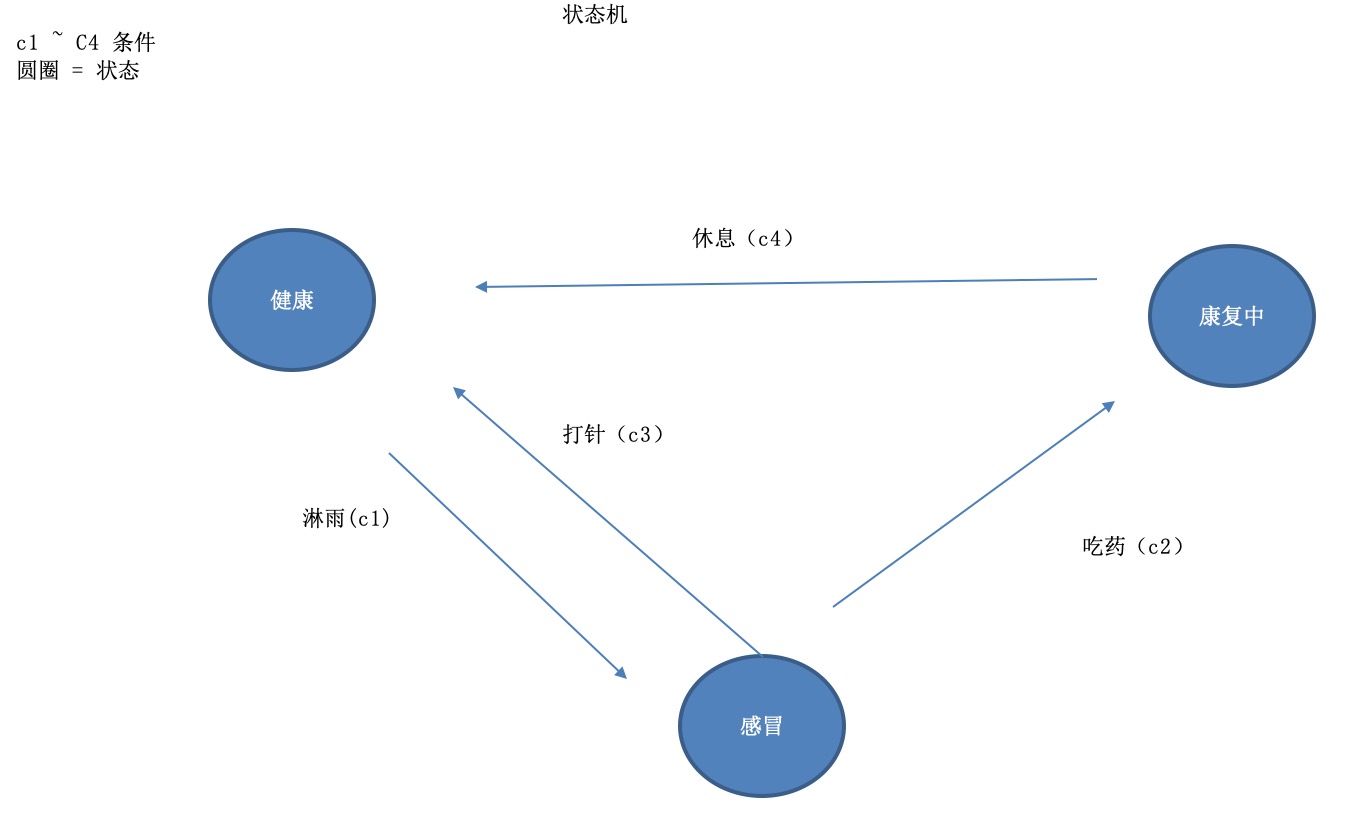 状态机
c1 ~ C4 条件
圆圈 = 状态
休息（c4）
健康
康复中
打针（c3）
淋雨(c1)
吃药（c2）
感冒